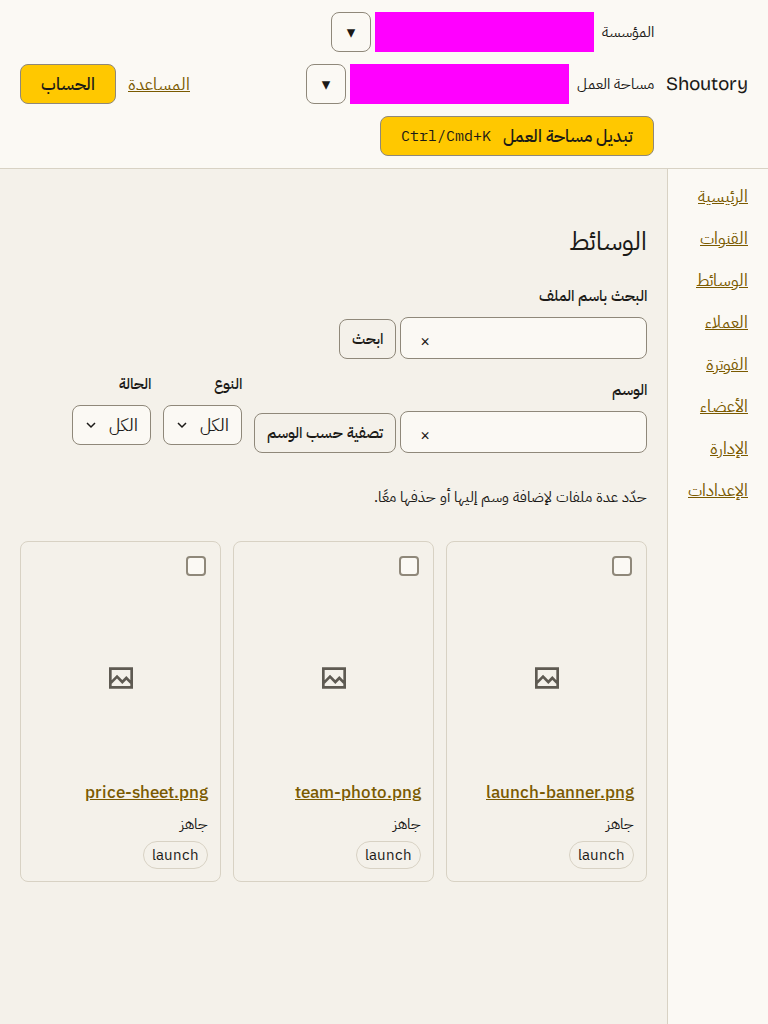 المؤسسة ▼
Shoutory مساحة العمل ▼ المساعدة الحساب
تبديل مساحة العمل Ctrl/Cmd+K
الرئيسية
القنوات
الوسائط
العملاء
الفوترة
الأعضاء
الإدارة
الإعدادات
الوسائط
البحث باسم الملف
× ابحث
الوسم النوع الحالة
× تصفية حسب الوسم الكل الكل
حدّد عدة ملفات لإضافة وسم إليها أو حذفها معًا.
launch-banner.png team-photo.png price-sheet.png
جاهز جاهز جاهز
launch launch launch